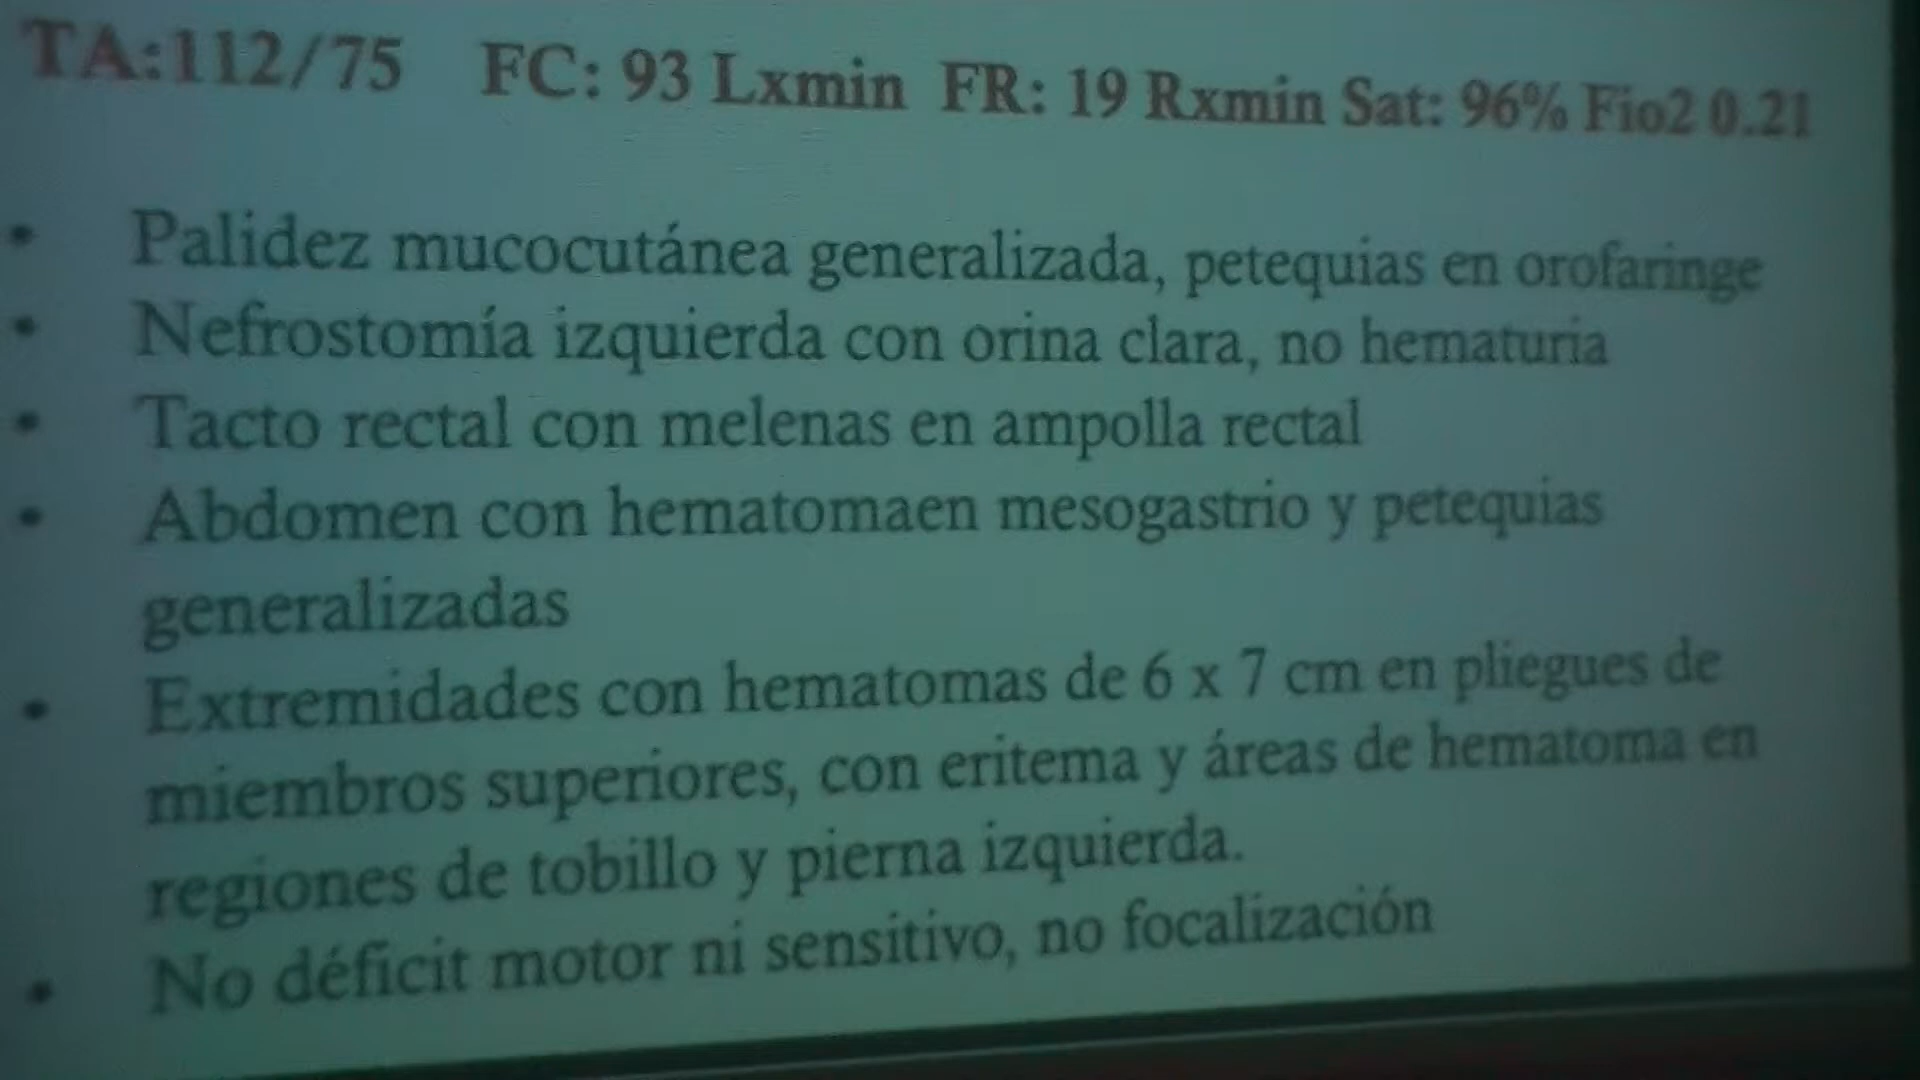 TA:112/75 FC: 93 Lxmin FR: 19 Rxmin Sat: 96% Fio2 0.21
• Palidez mucocutánea generalizada, petequias en orofaringe
• Nefrostomía izquierda con orina clara, no hematuria
• Tacto rectal con melenas en ampolla rectal
• Abdomen con hematomaen mesogastrio y petequias
generalizadas
• Extremidades con hematomas de 6 x 7 cm en pliegues de
miembros superiores, con eritema y áreas de hematoma en
regiones de tobillo y pierna izquierda.
• No déficit motor ni sensitivo, no focalización